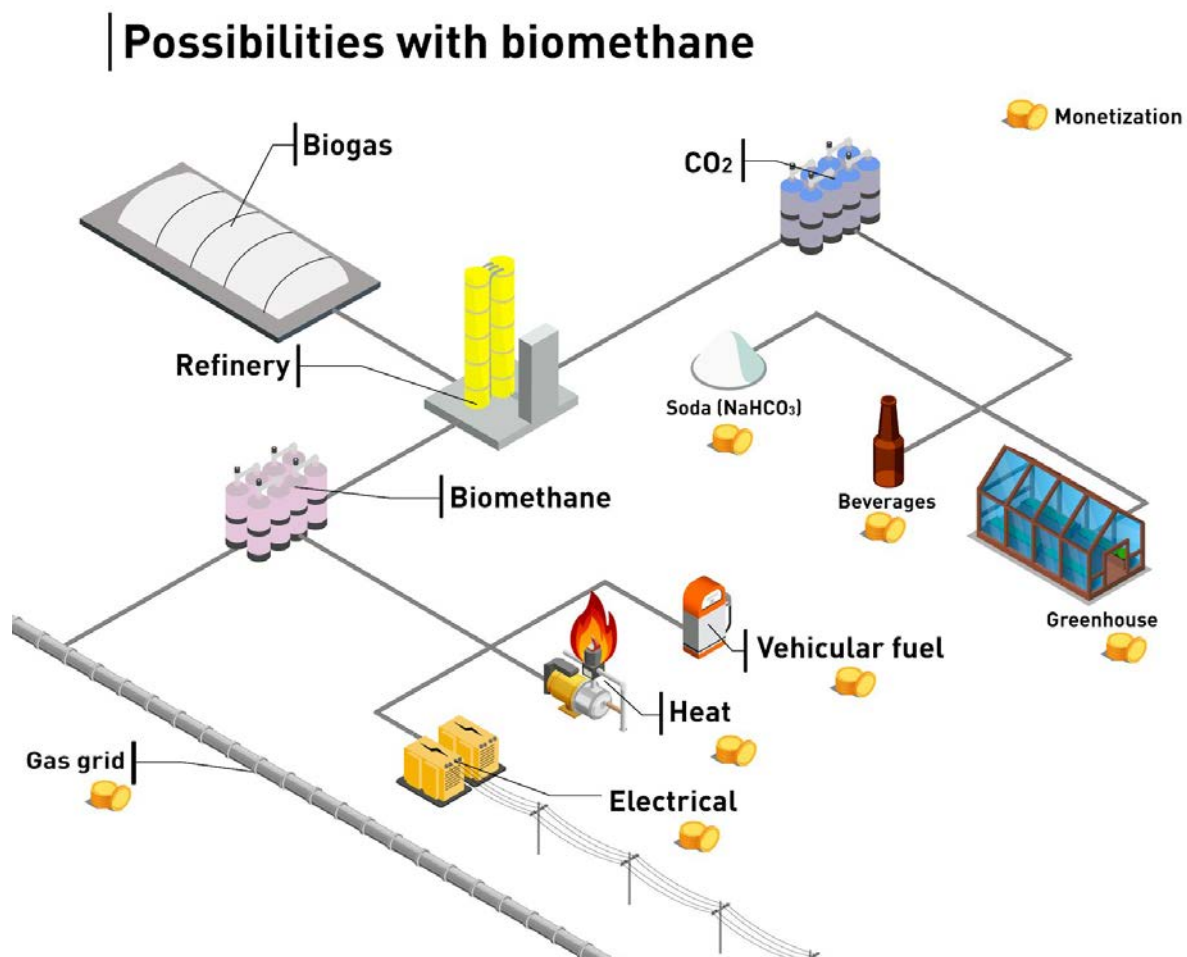 Possibilities with biomethane
Monetization
Biogas
CO₂
Refinery
Soda (NaHCO₃)
Biomethane
Beverages
Greenhouse
Vehicular fuel
Heat
Gas grid
Electrical